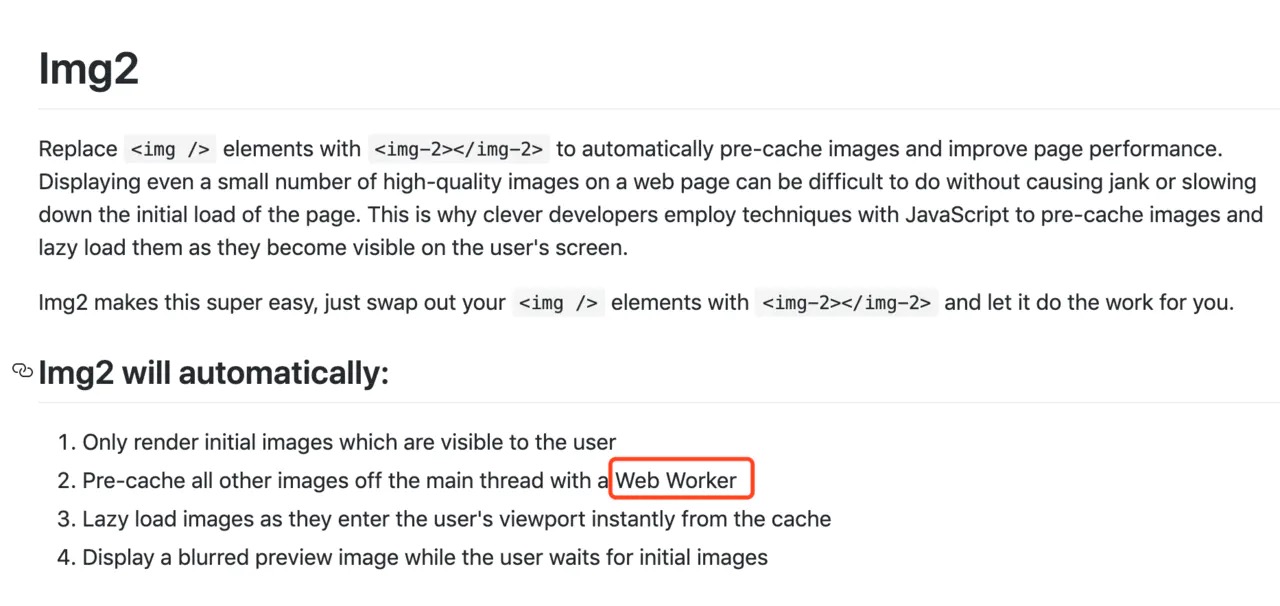 Img2
Replace <img /> elements with <img-2></img-2> to automatically pre-cache images and improve page performance.
Displaying even a small number of high-quality images on a web page can be difficult to do without causing jank or slowing
down the initial load of the page. This is why clever developers employ techniques with JavaScript to pre-cache images and
lazy load them as they become visible on the user's screen.
Img2 makes this super easy, just swap out your <img /> elements with <img-2></img-2> and let it do the work for you.
Img2 will automatically:
1. Only render initial images which are visible to the user
2. Pre-cache all other images off the main thread with a Web Worker
3. Lazy load images as they enter the user's viewport instantly from the cache
4. Display a blurred preview image while the user waits for initial images